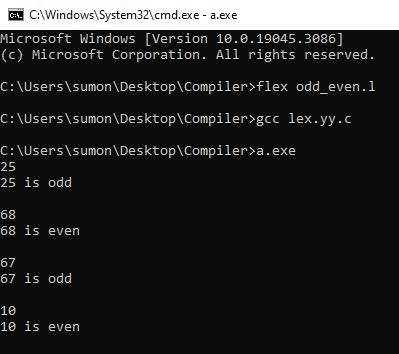 C:\Windows\System32\cmd.exe - a.exe
Microsoft Windows [Version 10.0.19045.3086]
(c) Microsoft Corporation. All rights reserved.
C:\Users\sumon\Desktop\Compiler>flex odd_even.l
C:\Users\sumon\Desktop\Compiler>gcc lex.yy.c
C:\Users\sumon\Desktop\Compiler>a.exe
25
25 is odd
68
68 is even
67
67 is odd
10
10 is even